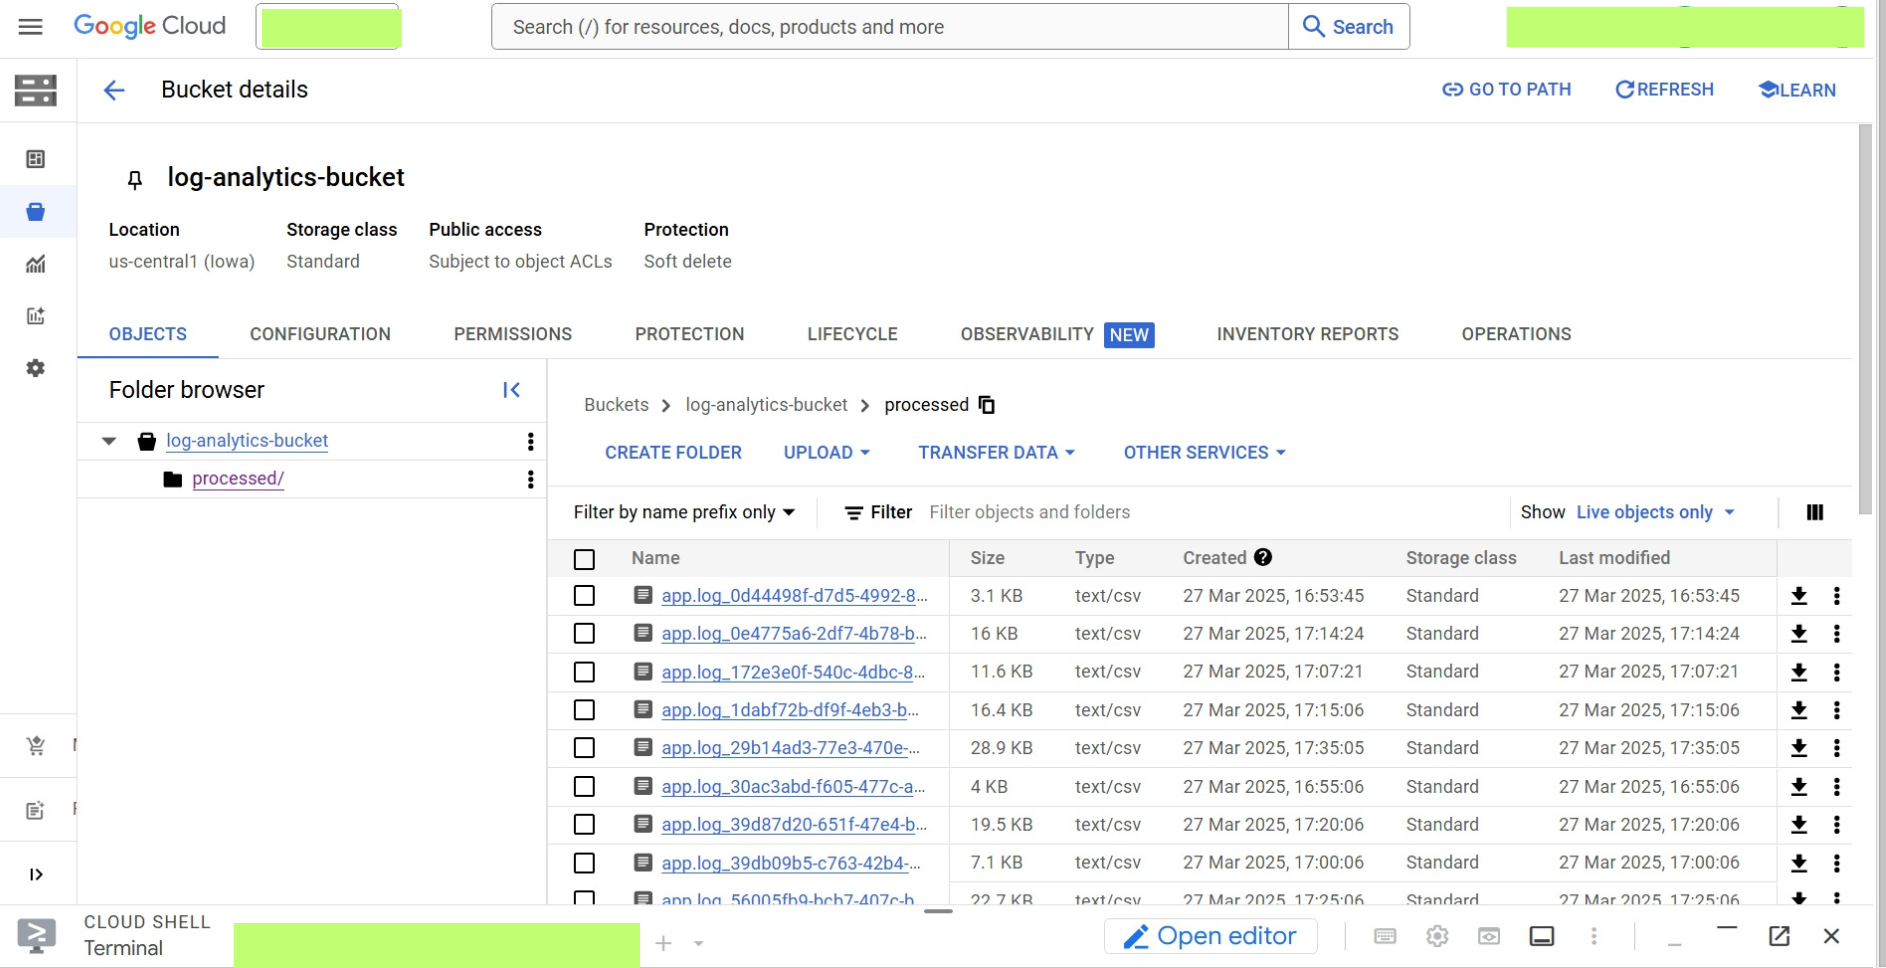 Google Cloud
Search (/) for resources, docs, products and more
Search
Bucket details
GO TO PATH
REFRESH
LEARN
log-analytics-bucket
Location Storage class Public access Protection
us-central1 (Iowa) Standard Subject to object ACLs Soft delete
OBJECTS CONFIGURATION PERMISSIONS PROTECTION LIFECYCLE OBSERVABILITY NEW INVENTORY REPORTS OPERATIONS
Folder browser
log-analytics-bucket
processed/
Buckets > log-analytics-bucket > processed
CREATE FOLDER UPLOAD TRANSFER DATA OTHER SERVICES
Filter by name prefix only Filter Filter objects and folders Show Live objects only
Name Size Type Created Storage class Last modified
app.log_0d44498f-d7d5-4992-8... 3.1 KB text/csv 27 Mar 2025, 16:53:45 Standard 27 Mar 2025, 16:53:45
app.log_0e4775a6-2df7-4b78-b... 16 KB text/csv 27 Mar 2025, 17:14:24 Standard 27 Mar 2025, 17:14:24
app.log_172e3e0f-540c-4dbc-8... 11.6 KB text/csv 27 Mar 2025, 17:07:21 Standard 27 Mar 2025, 17:07:21
app.log_1dabf72b-df9f-4eb3-b... 16.4 KB text/csv 27 Mar 2025, 17:15:06 Standard 27 Mar 2025, 17:15:06
app.log_29b14ad3-77e3-470e-... 28.9 KB text/csv 27 Mar 2025, 17:35:05 Standard 27 Mar 2025, 17:35:05
app.log_30ac3abd-f605-477c-a... 4 KB text/csv 27 Mar 2025, 16:55:06 Standard 27 Mar 2025, 16:55:06
app.log_39d87d20-651f-47e4-b... 19.5 KB text/csv 27 Mar 2025, 17:20:06 Standard 27 Mar 2025, 17:20:06
app.log_39db09b5-c763-42b4-... 7.1 KB text/csv 27 Mar 2025, 17:00:06 Standard 27 Mar 2025, 17:00:06
app.log_56005fb9-bcb7-407c-b... 22.7 KB text/csv 27 Mar 2025, 17:25:06 Standard 27 Mar 2025, 17:25:06
CLOUD SHELL
Terminal
Open editor